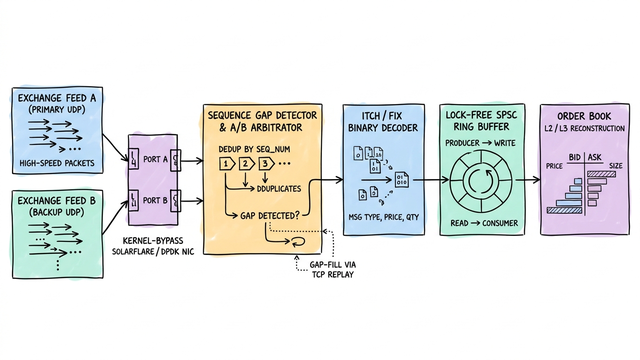 EXCHANGE FEED A
(PRIMARY UDP)
HIGH-SPEED PACKETS
EXCHANGE FEED B
(BACKUP UDP)
PORT A
PORT B
KERNEL-BYPASS
SOLARFLARE/DPDK NIC
SEQUENCE GAP DETECTOR
& A/B ARBITRATOR
DEDUP BY SEQ_NUM
1 2 3 ...
DDUPLICATES
GAP DETECTED?
GAP-FILL VIA
TCP REPLAY
ITCH / FIX
BINARY DECODER
01
010
MSG TYPE, PRICE, QTY
LOCK-FREE SPSC
RING BUFFER
PRODUCER → WRITE
READ → CONSUMER
ORDER BOOK
L2 / L3 RECONSTRUCTION
BID ASK
PRICE SIZE